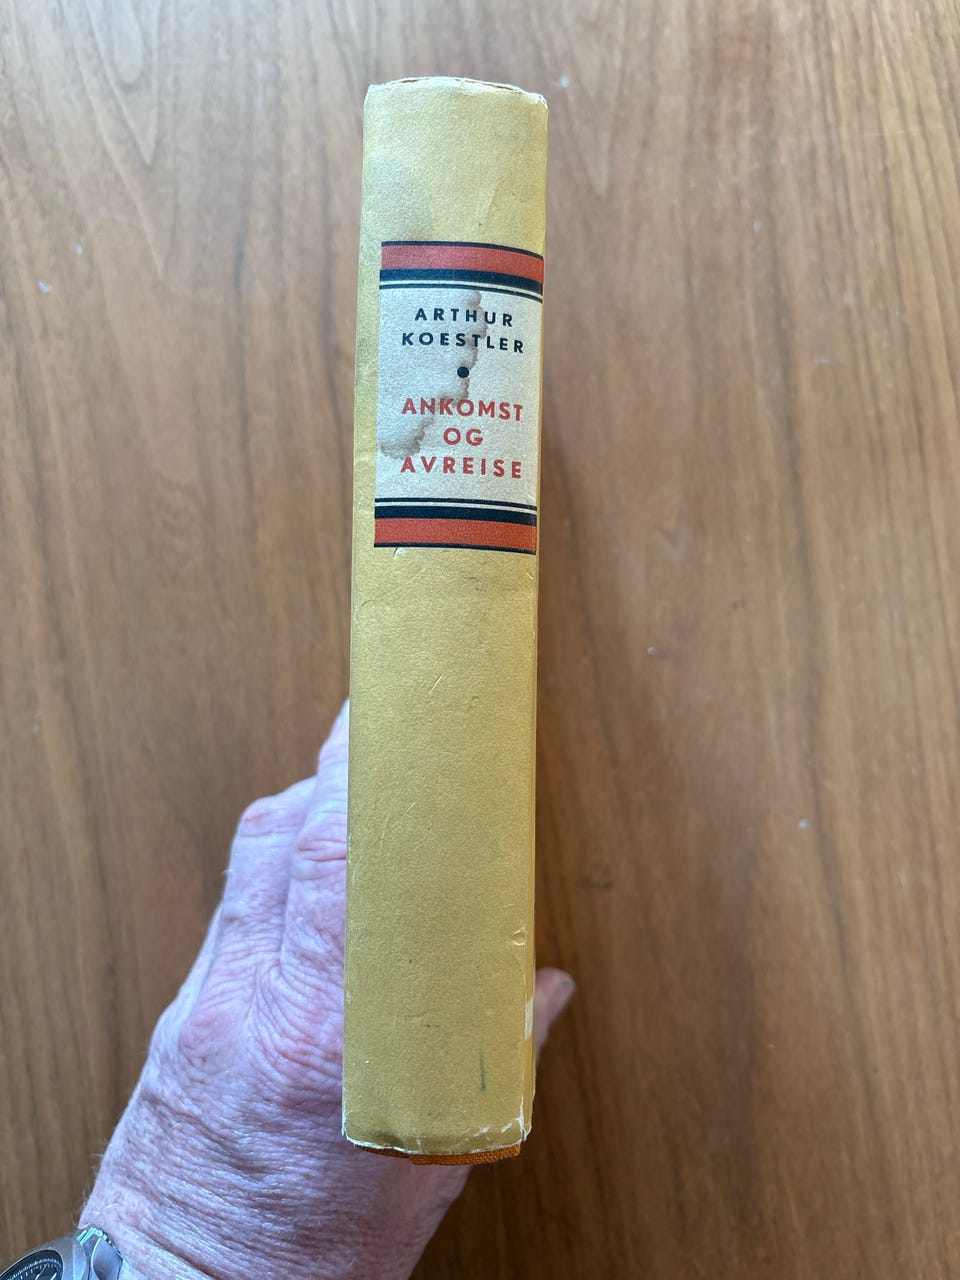 ARTHUR
KOESTLER
ANKOMST
OG
AVREISE